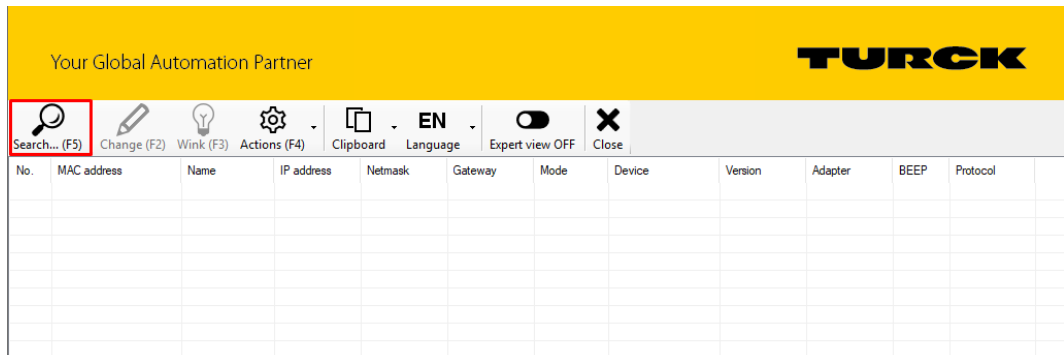 Your Global Automation Partner
TURCK
Search... (F5) Change (F2) Wink (F3) Actions (F4) Clipboard EN Language Expert view OFF Close
No. MAC address Name IP address Netmask Gateway Mode Device Version Adapter BEEP Protocol